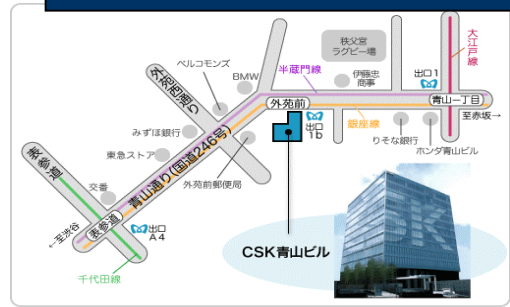 大江戸線
秩父宮
ラグビー場
ベルコモンズ
半蔵門線
伊藤忠
商事
出口1
BMW
外苑西通り
外苑前
青山一丁目
至赤坂→
銀座線
出口
1b
みずほ銀行
りそな銀行
ホンダ青山ビル
表参道
東急ストア
青山通り(国道246号)
外苑前郵便局
交番
表参道
出口
A4
←至渋谷
CSK青山ビル
千代田線
CSK